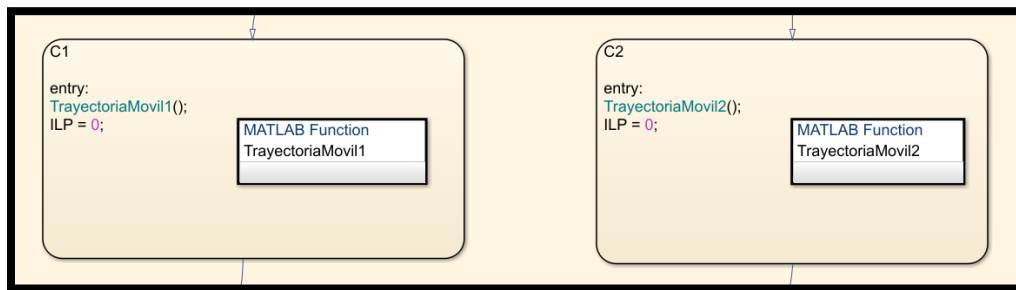 C1
entry:
TrayectoriaMovil1();
ILP = 0;
MATLAB Function
TrayectoriaMovil1
C2
entry:
TrayectoriaMovil2();
ILP = 0;
MATLAB Function
TrayectoriaMovil2